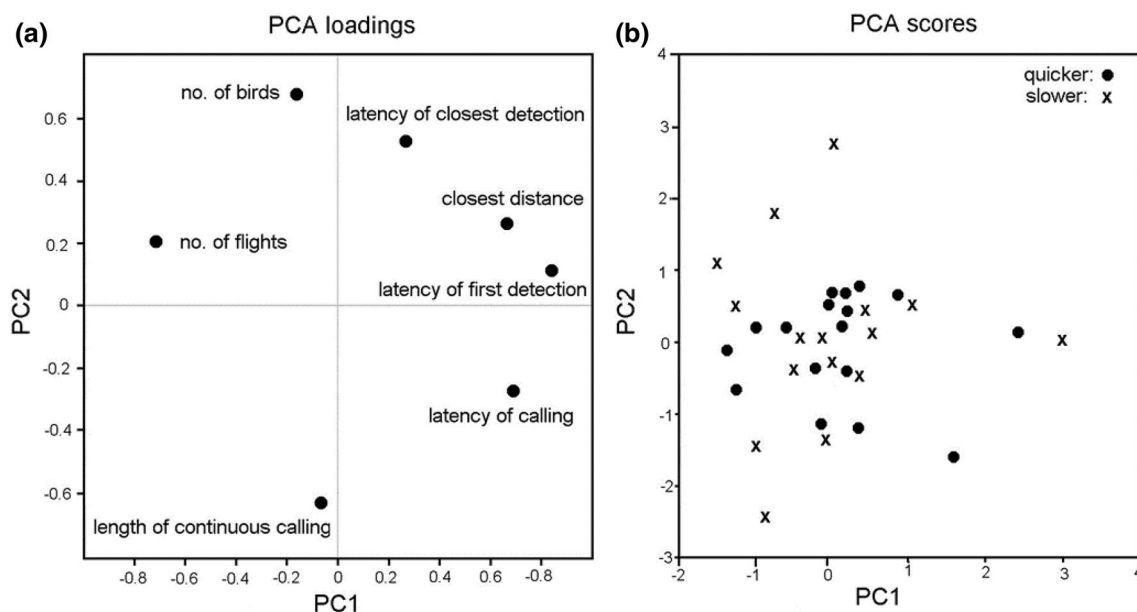 (a)
PCA loadings
no. of birds
latency of closest detection
closest distance
no. of flights
latency of first detection
latency of calling
length of continuous calling
PC2
0.6
0.4
0.2
0
-0.2
-0.4
-0.6
-0.8 -0.6 -0.4 -0.2 0 0.2 0.4 0.6 -0.8
PC1
(b)
PCA scores
quicker:
slower: x
PC2
4
3
2
1
0
-1
-2
-3
-2 -1 0 1 2 3 4
PC1